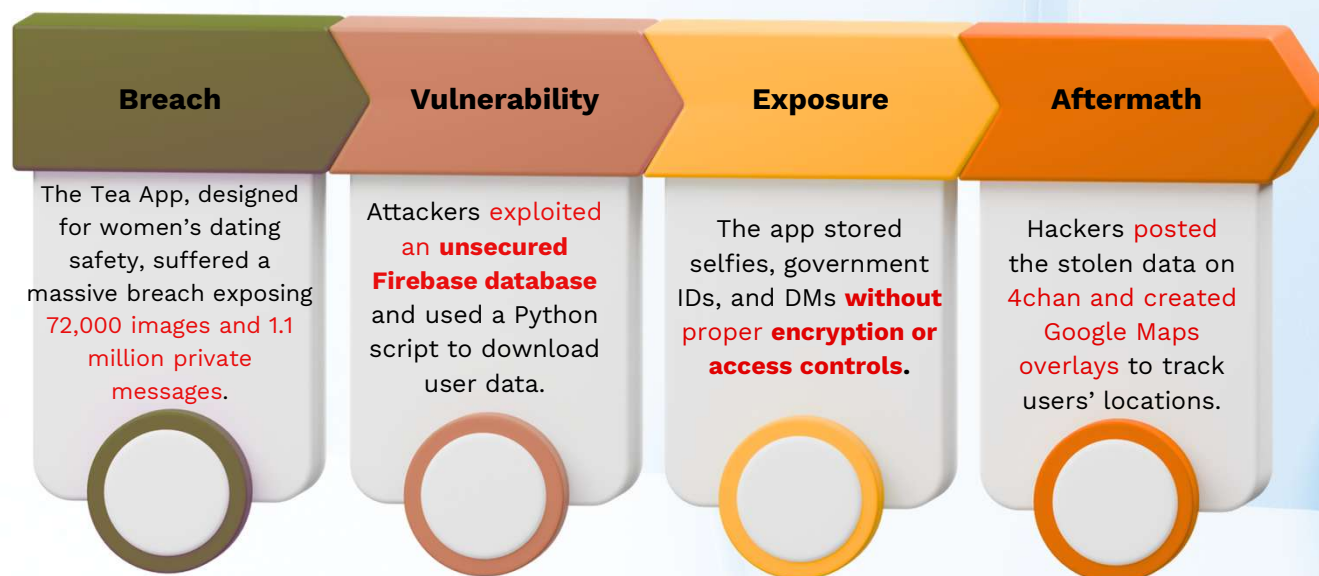 Breach
The Tea App, designed
for women’s dating
safety, suffered a
massive breach exposing
72,000 images and 1.1
million private
messages.
Vulnerability
Attackers exploited
an unsecured
Firebase database
and used a Python
script to download
user data.
Exposure
The app stored
selfies, government
IDs, and DMs without
proper encryption or
access controls.
Aftermath
Hackers posted
the stolen data on
4chan and created
Google Maps
overlays to track
users’ locations.